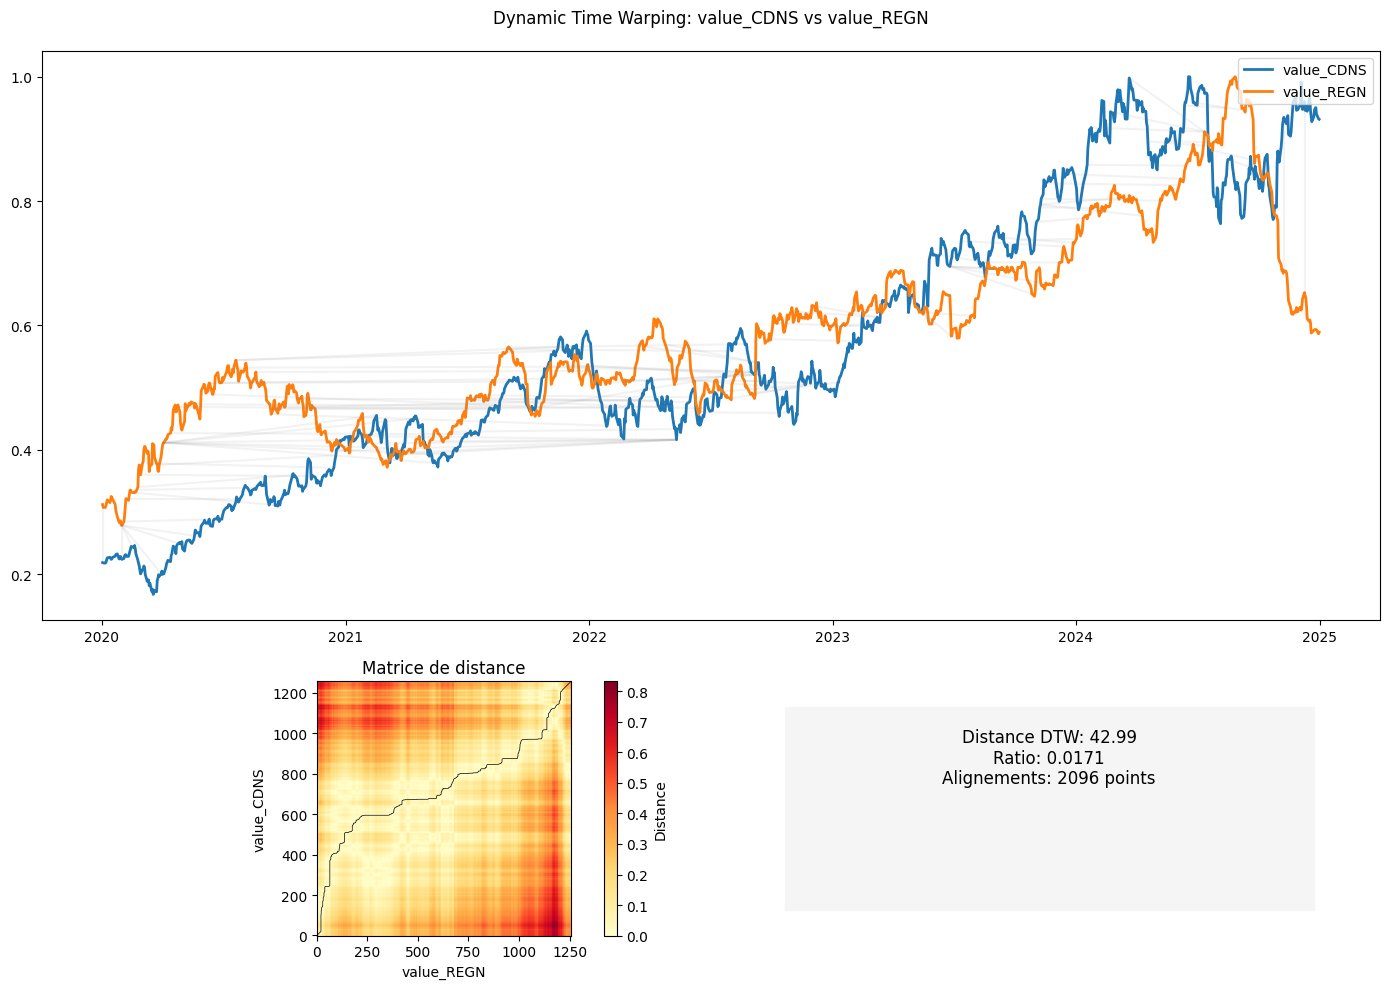 Dynamic Time Warping: value_CDNS vs value_REGN
value_CDNS
value_REGN
1.0
0.8
0.6
0.4
0.2
2020 2021 2022 2023 2024 2025
Matrice de distance
value_CDNS
1200
1000
800
600
400
200
0
0 250 500 750 1000 1250
value_REGN
0.8
0.7
0.6
0.5
0.4
0.3
0.2
0.1
0.0
Distance
Distance DTW: 42.99
Ratio: 0.0171
Alignements: 2096 points